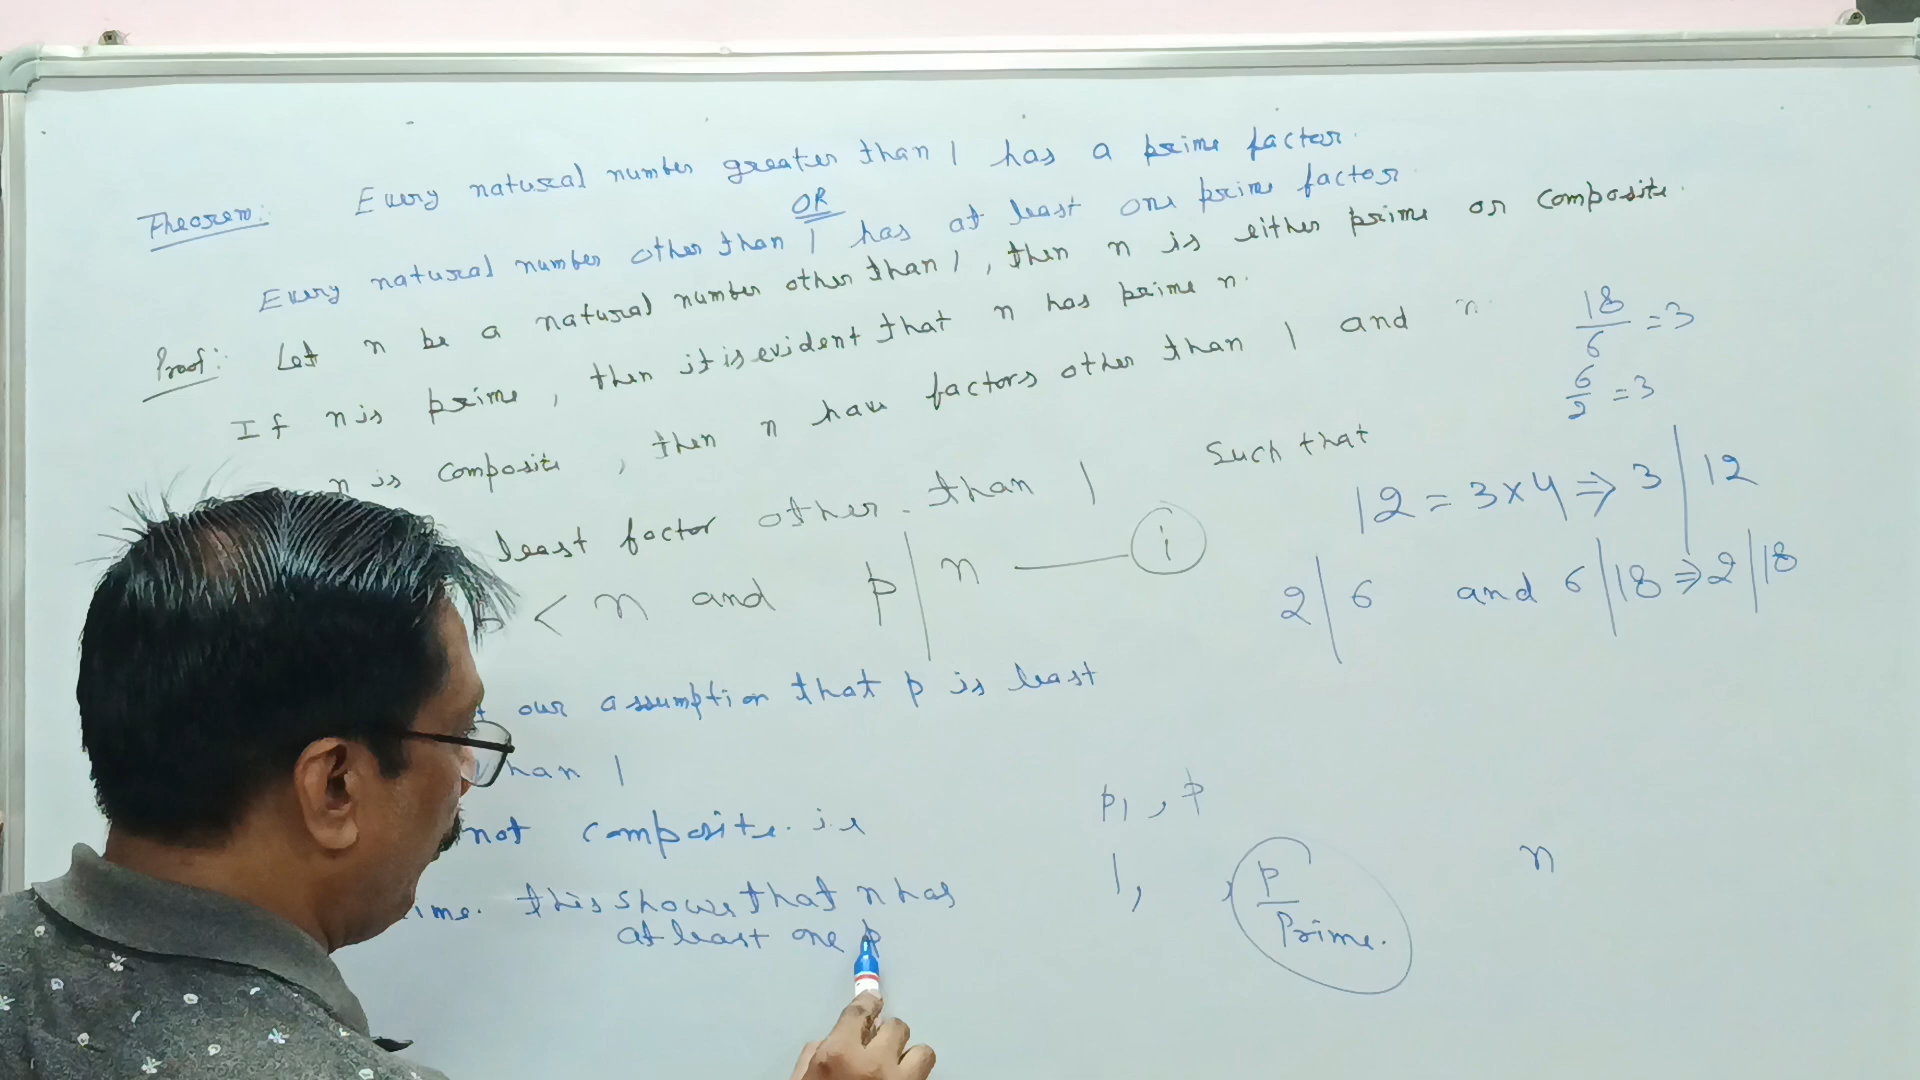 Theorem: Every natural number greater than 1 has a prime factor.
OR
Every natural number other than 1 has at least one prime factor
Proof: Let n be a natural number other than 1, then n is either prime or composite.
If n is prime, then it is evident that n has prime n.
n is composite, then n have factors other than 1 and n.
least factor other than 1 such that
< n and p | n — (i)
our assumption that p is least
han 1
not composite. i.e
ime. this shows that n has
at least one p
18/6 = 3
6/2 = 3
12 = 3 x 4 ⇒ 3 | 12
2 | 6 and 6 | 18 ⇒ 2 | 18
p1, p
1, , p
Prime.
n